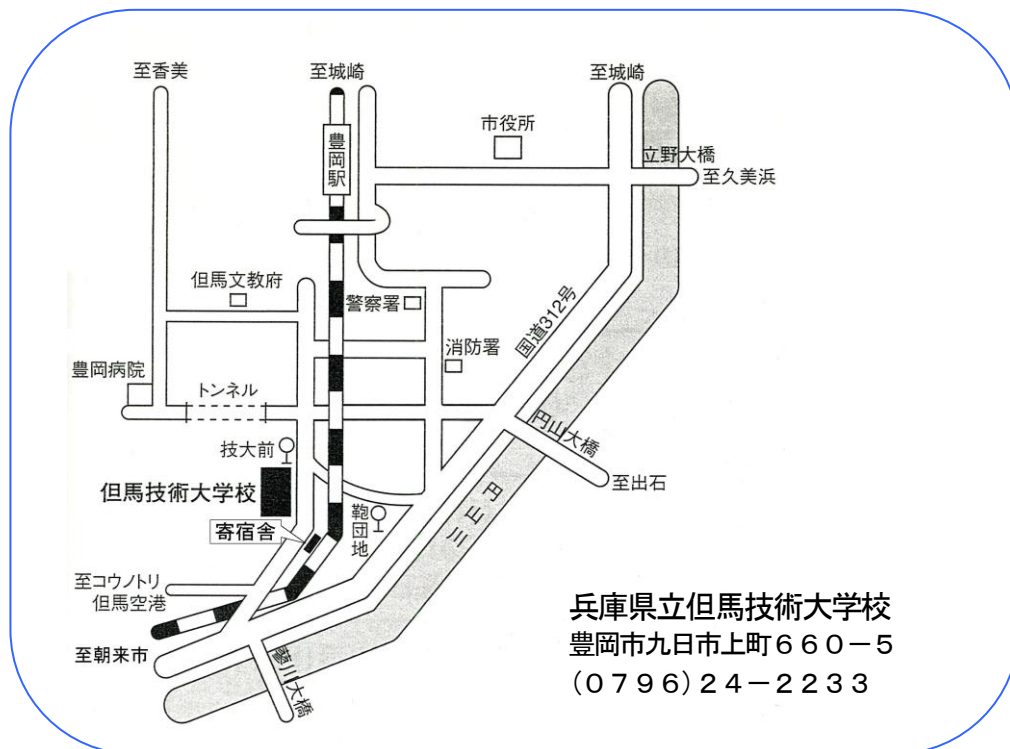 至香美
至城崎
至城崎
市役所
豊岡駅
立野大橋
至久美浜
但馬文教府
警察署
国道312号
消防署
豊岡病院
トンネル
円山大橋
技大前
至出石
但馬技術大学校
鞄団地
円山川
寄宿舎
至コウノトリ
但馬空港
至朝来市
蓼川大橋
兵庫県立但馬技術大学校
豊岡市九日市上町６６０－５
(０７９６)２４－２２３３